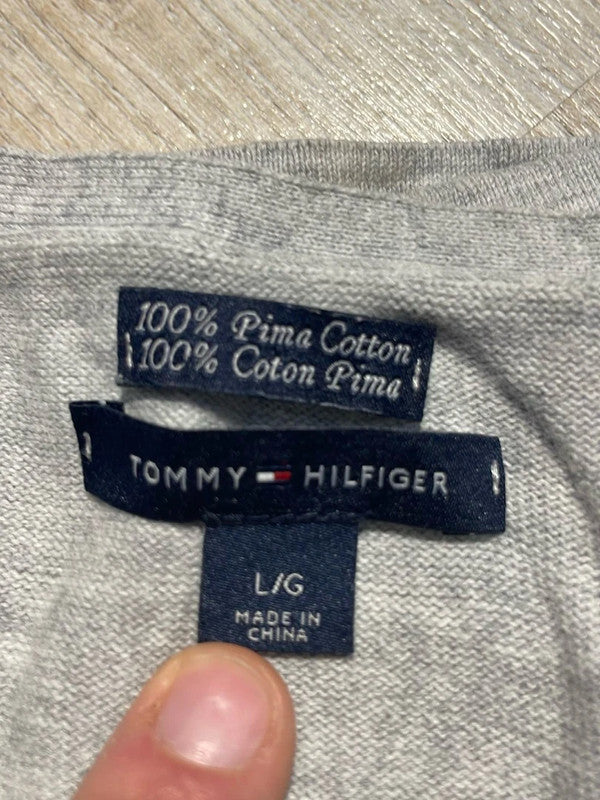 100% Pima Cotton
100% Coton Pima
TOMMY HILFIGER
L/G
MADE IN
CHINA